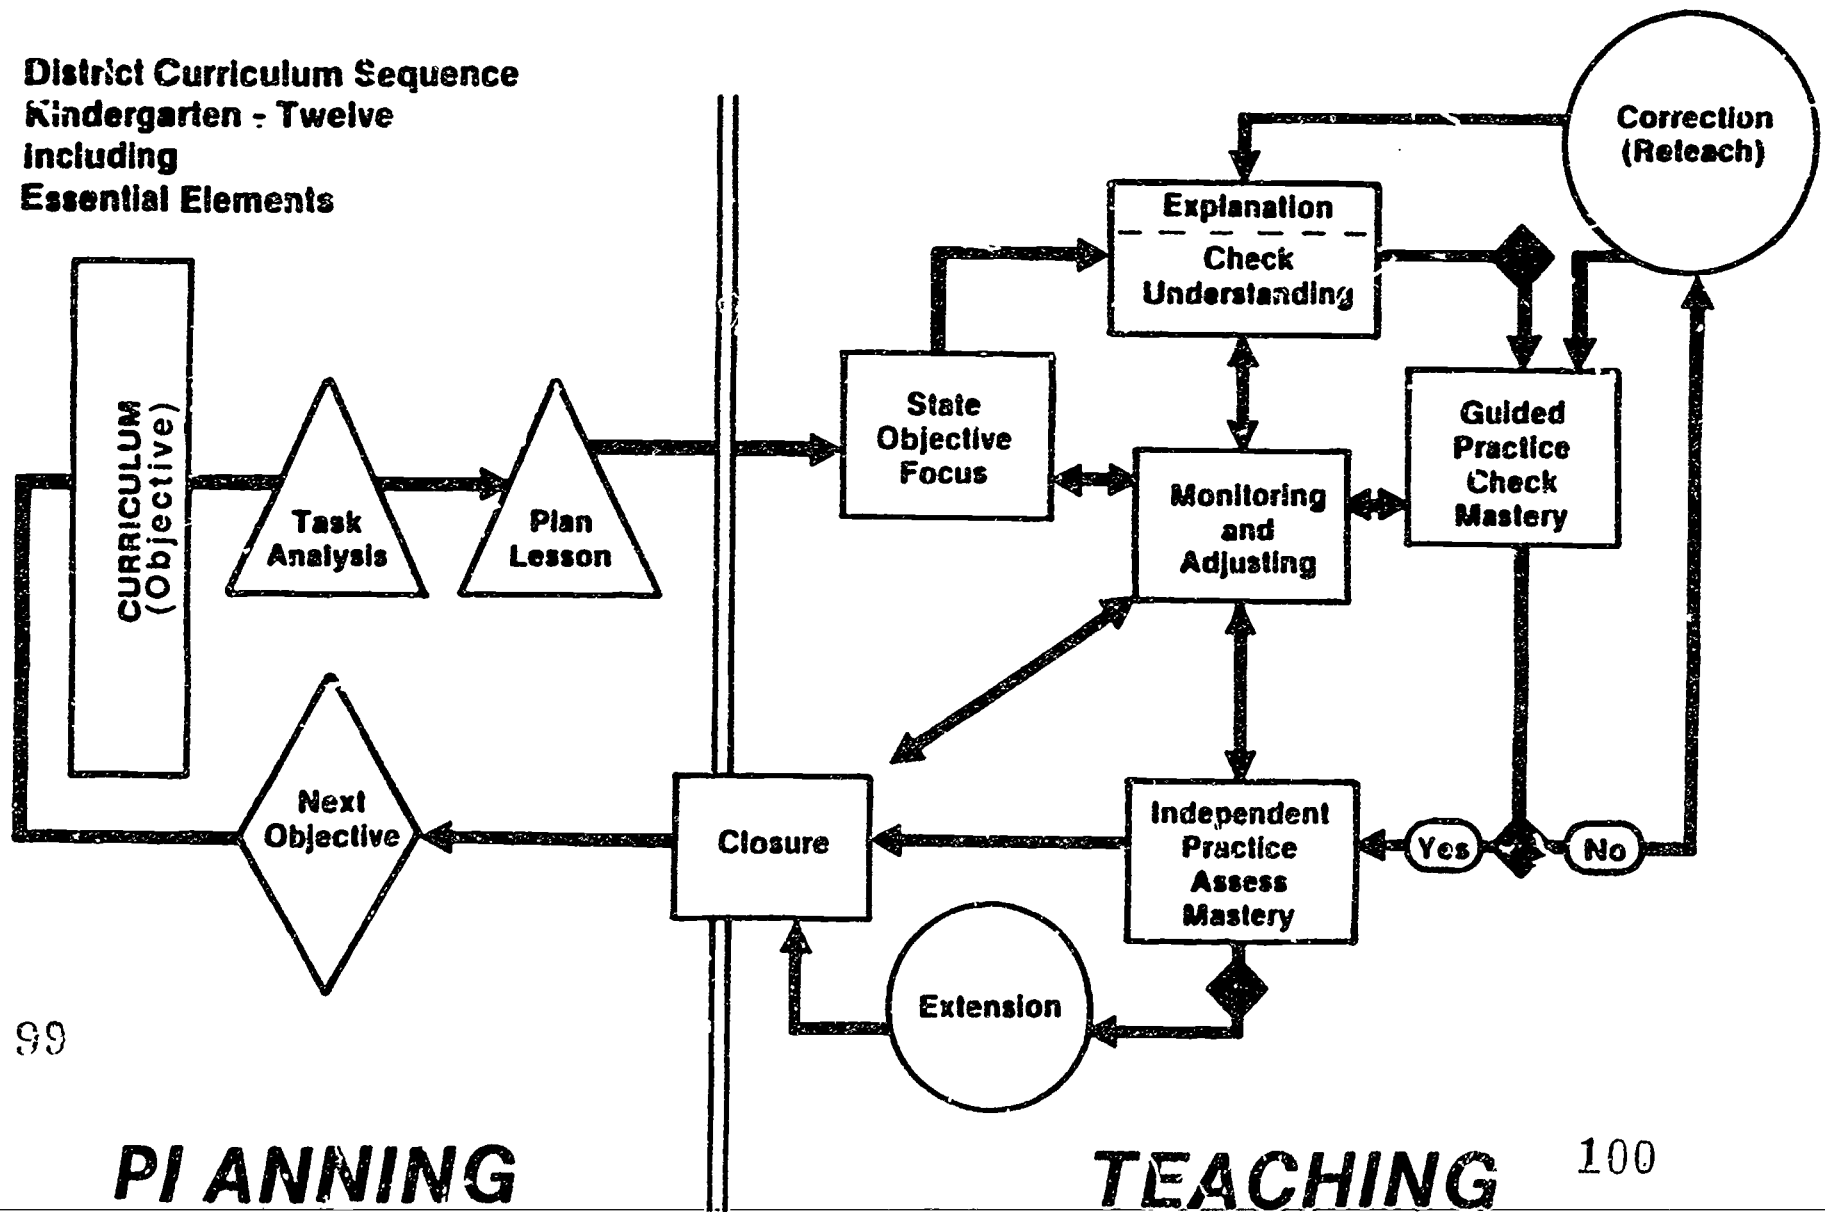 District Curriculum Sequence
Kindergarten - Twelve
including
Essential Elements
CURRICULUM
(Objective)
Task
Analysis
Plan
Lesson
Next
Objective
99
PLANNING
State
Objective
Focus
Explanation
Check
Understanding
Correction
(Reteach)
Guided
Practice
Check
Mastery
Monitoring
and
Adjusting
Closure
Independent
Practice
Assess
Mastery
Yes
No
Extension
TEACHING
100